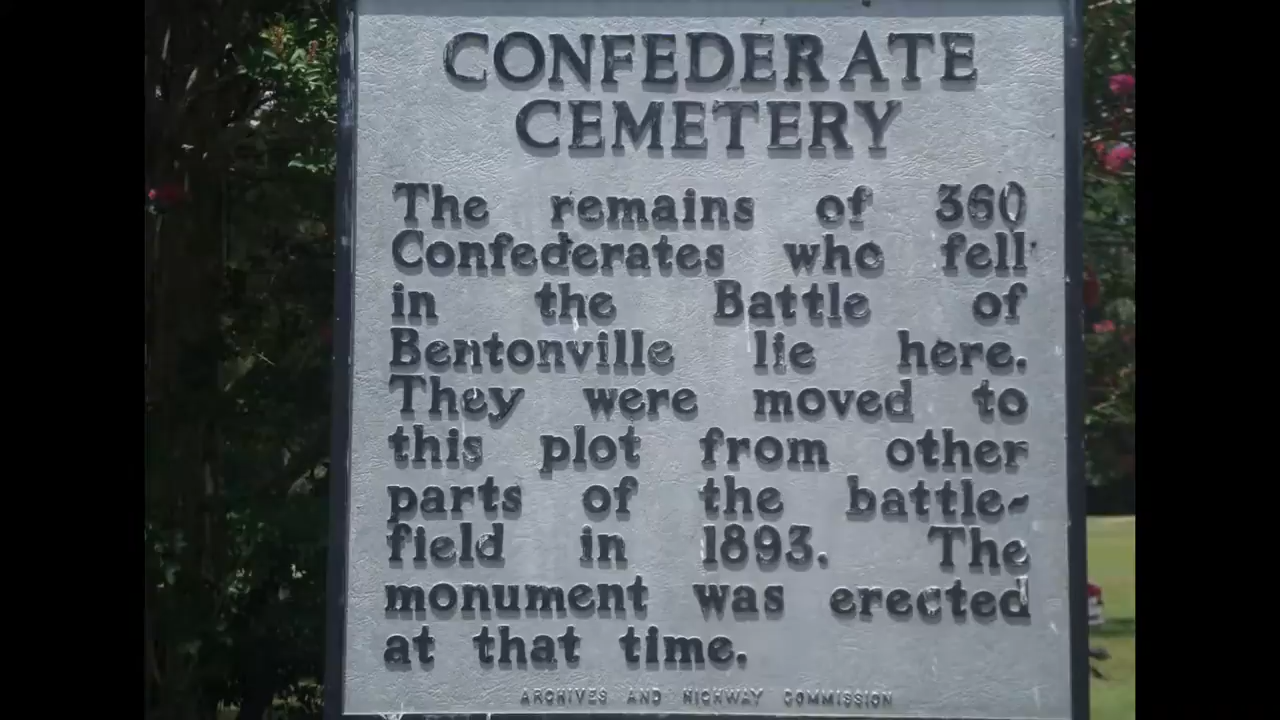 CONFEDERATE
CEMETERY
The remains of 360
Confederates who fell
in the Battle of
Bentonville lie here.
They were moved to
this plot from other
parts of the battle-
field in 1893. The
monument was erected
at that time.
ARCHIVES AND HIGHWAY COMMISSION